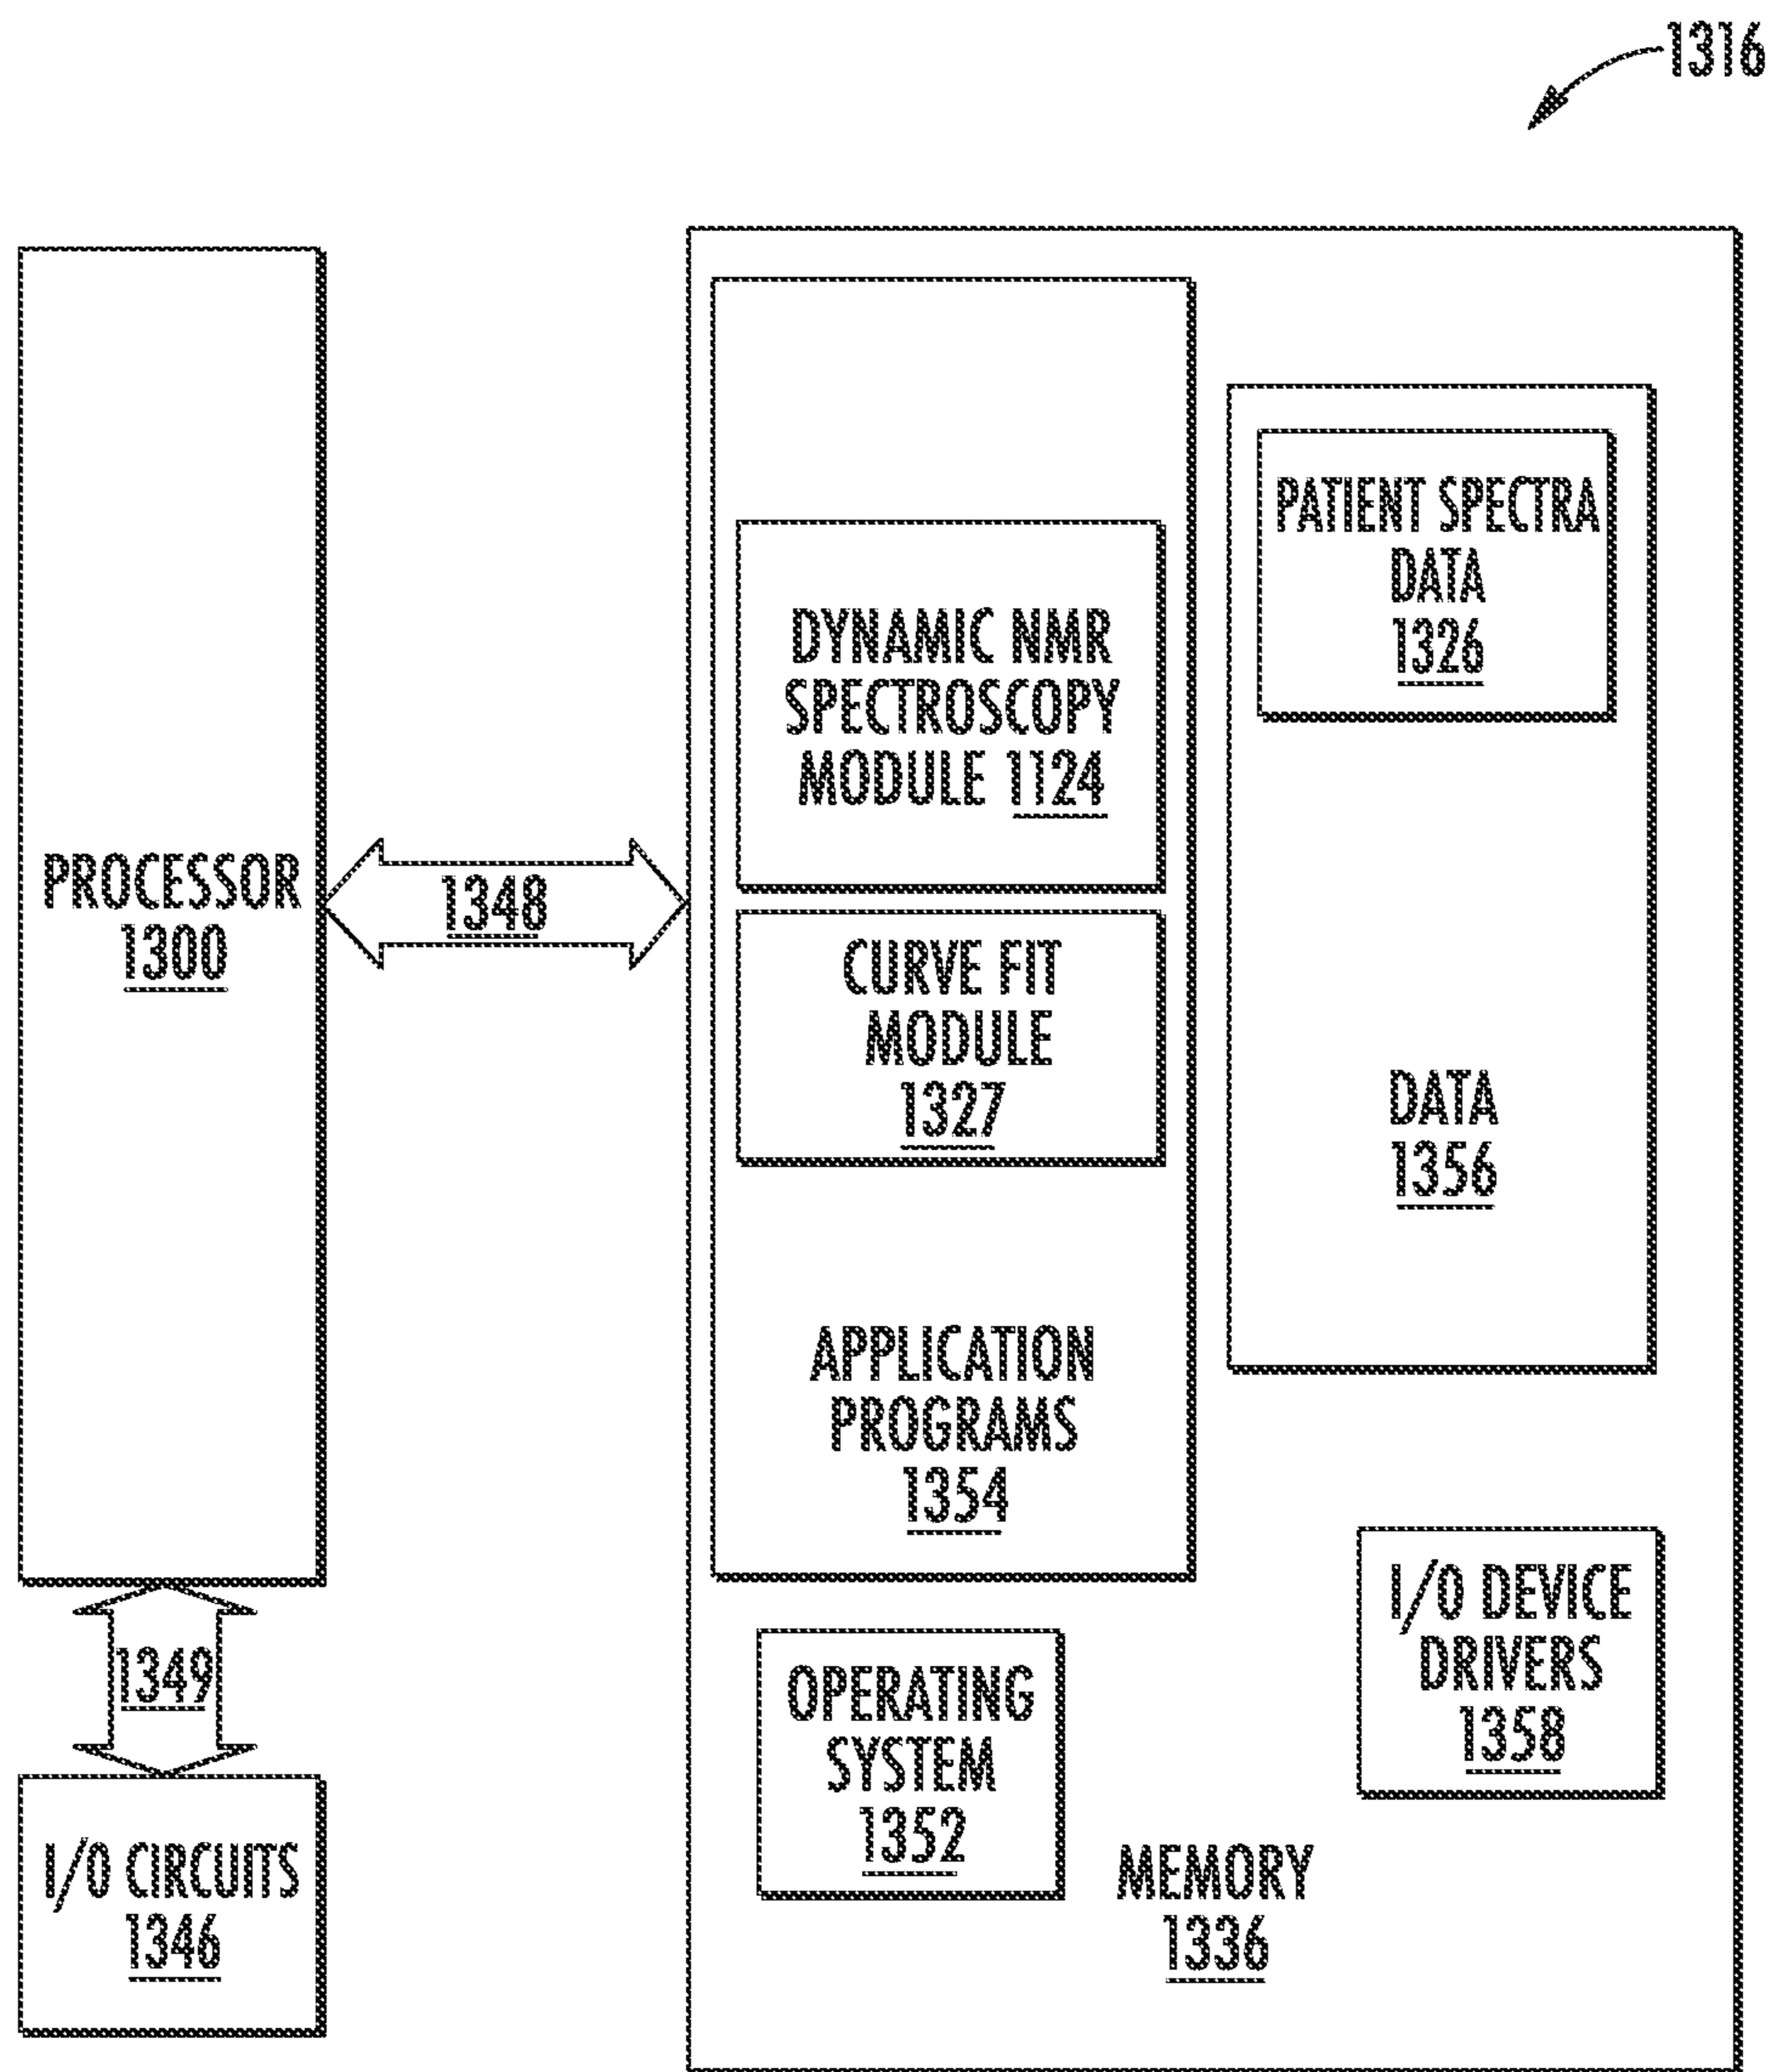 1316
PROCESSOR
1300
1348
DYNAMIC NMR
SPECTROSCOPY
MODULE 1124
CURVE FIT
MODULE
1327
APPLICATION
PROGRAMS
1354
PATIENT SPECTRA
DATA
1326
DATA
1356
1349
I/O CIRCUITS
1346
OPERATING
SYSTEM
1352
I/O DEVICE
DRIVERS
1358
MEMORY
1336